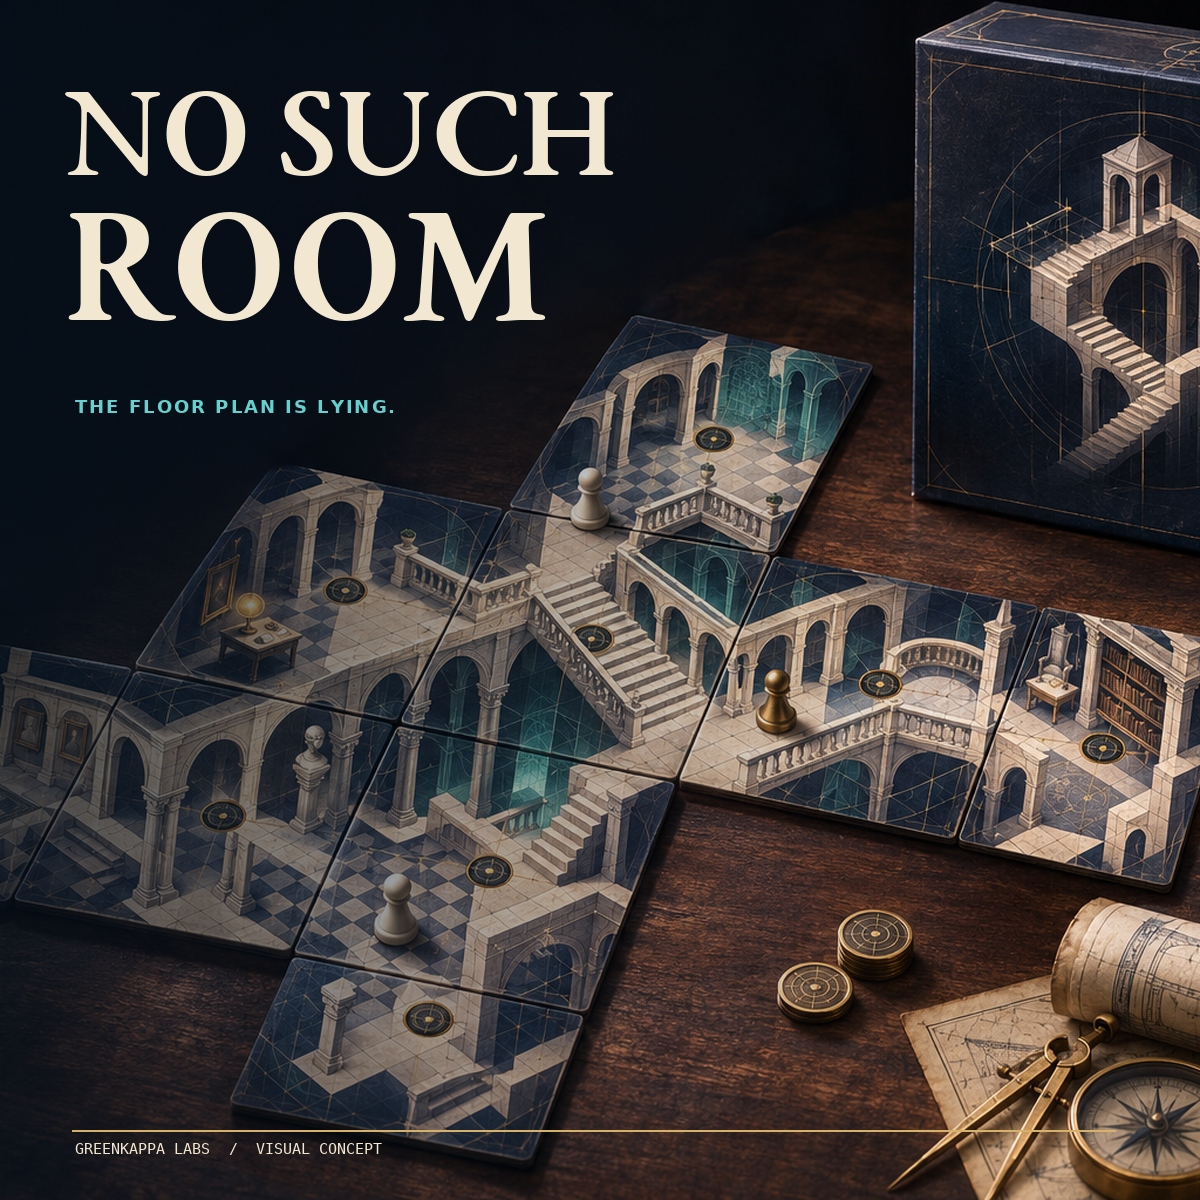 NO SUCH
ROOM
THE FLOOR PLAN IS LYING.
GREENKAPPA LABS / VISUAL CONCEPT